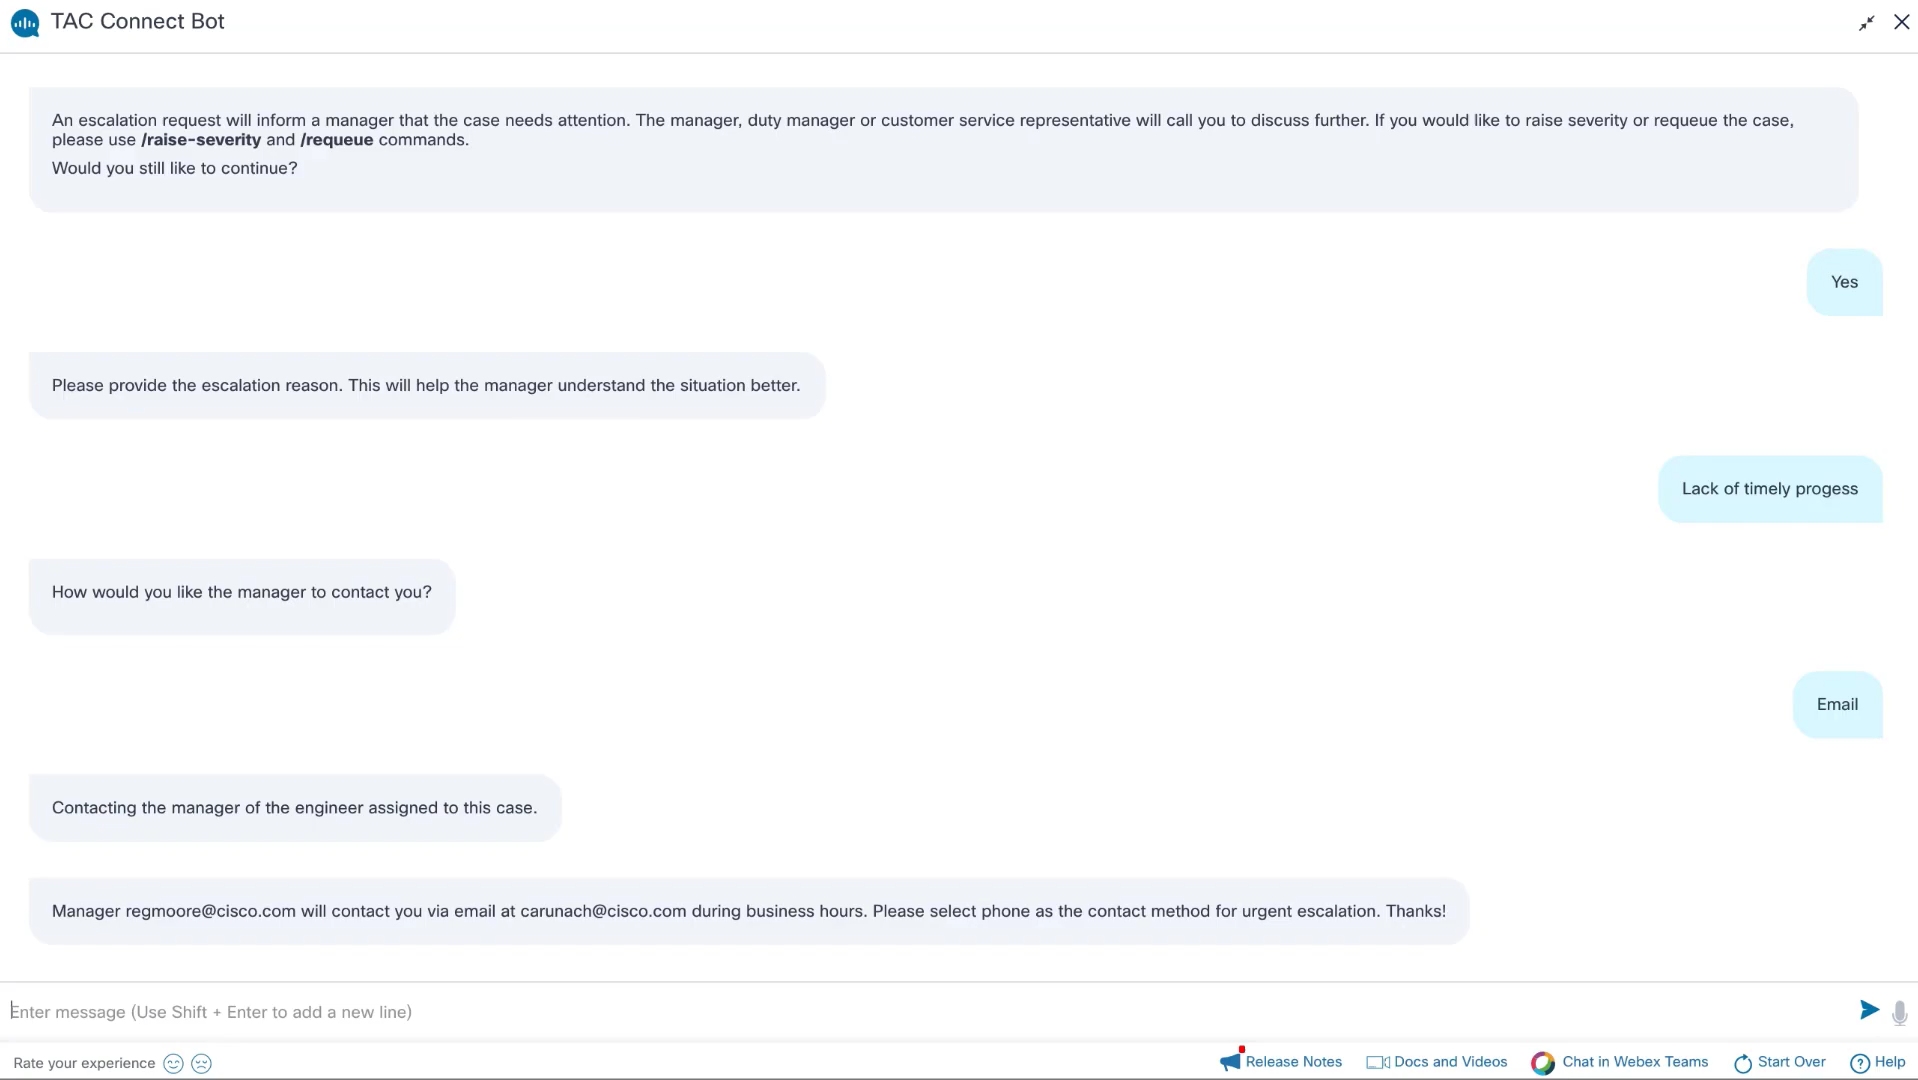 TAC Connect Bot
An escalation request will inform a manager that the case needs attention. The manager, duty manager or customer service representative will call you to discuss further. If you would like to raise severity or requeue the case,
please use /raise-severity and /requeue commands.
Would you still like to continue?
Yes
Please provide the escalation reason. This will help the manager understand the situation better.
Lack of timely progess
How would you like the manager to contact you?
Email
Contacting the manager of the engineer assigned to this case.
Manager regmoore@cisco.com will contact you via email at carunach@cisco.com during business hours. Please select phone as the contact method for urgent escalation. Thanks!
Enter message (Use Shift + Enter to add a new line)
Rate your experience
Release Notes
Docs and Videos
Chat in Webex Teams
Start Over
Help